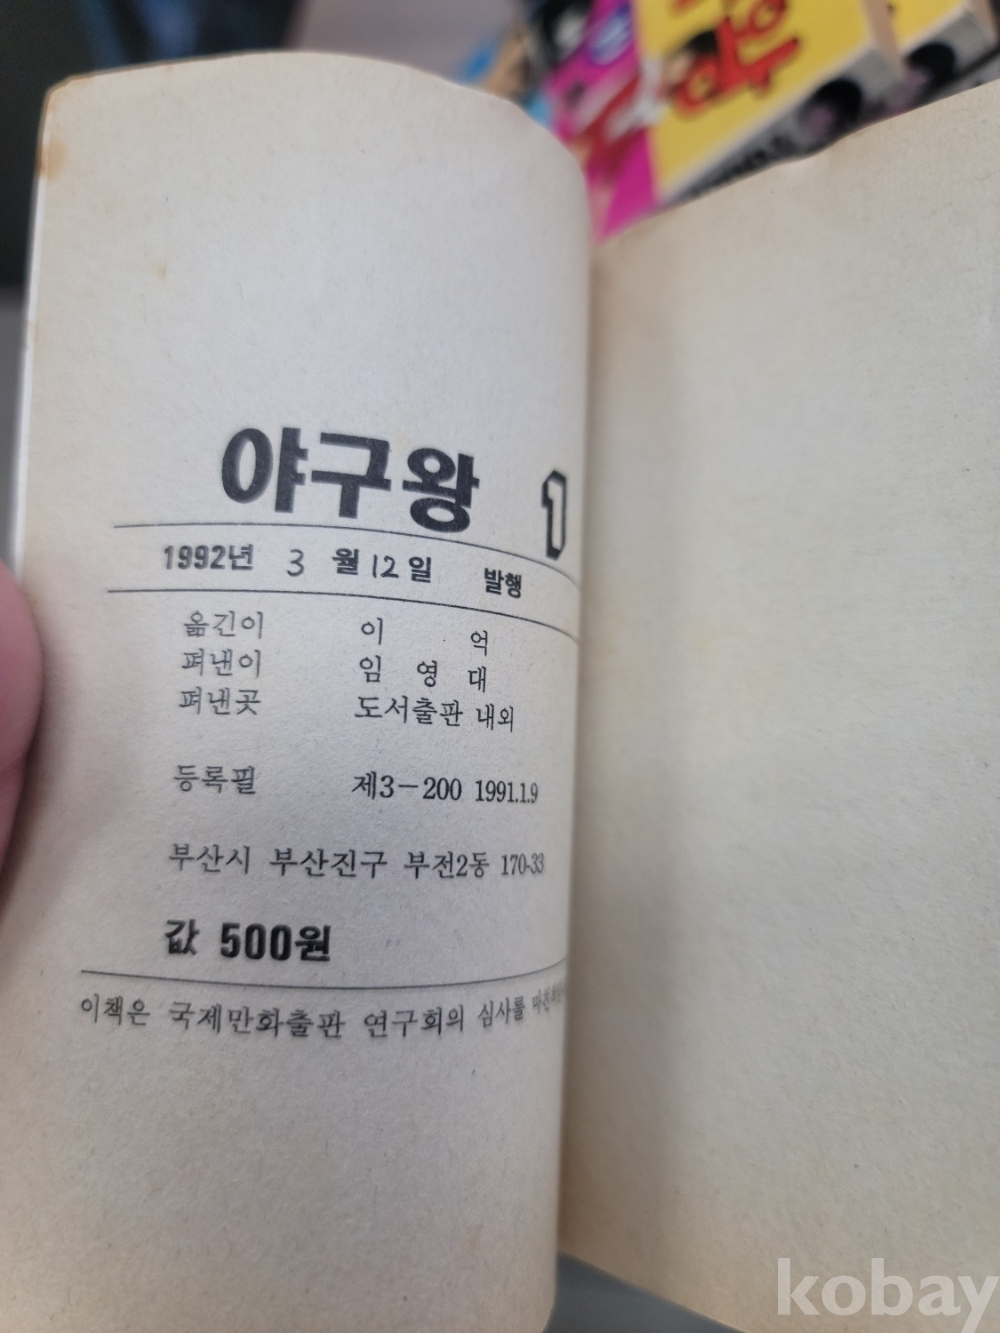 야구왕 1
1992년 3 월 12 일 발행
옮긴이 이 억
펴낸이 임 영 대
펴낸곳 도서출판 내외
등록필 제3-200 1991.1.9
부산시 부산진구 부전2동 170-33
값 500원
이책은 국제만화출판 연구회의 심사를
kobay